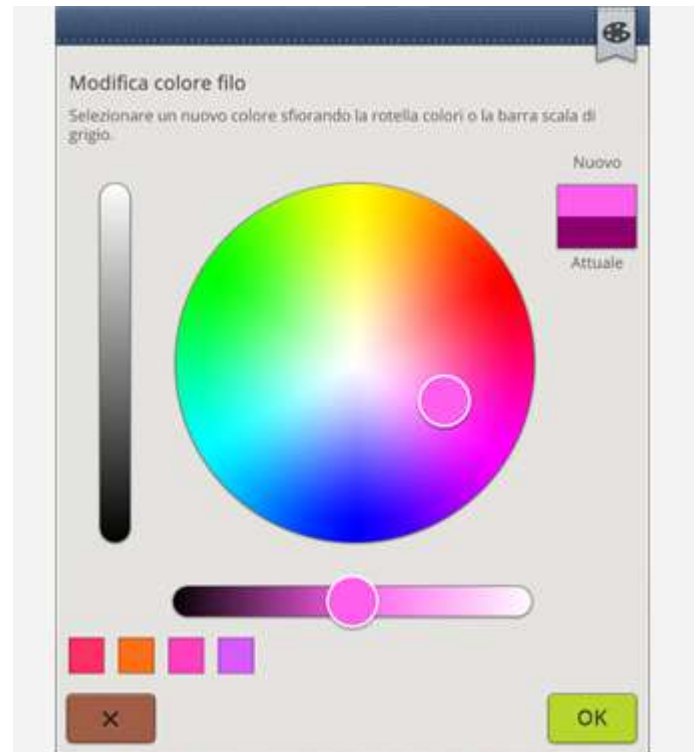 Modifica colore filo
Selezionare un nuovo colore sfiorando la rotella colori o la barra scala di
grigio.
Nuovo
Attuale
OK